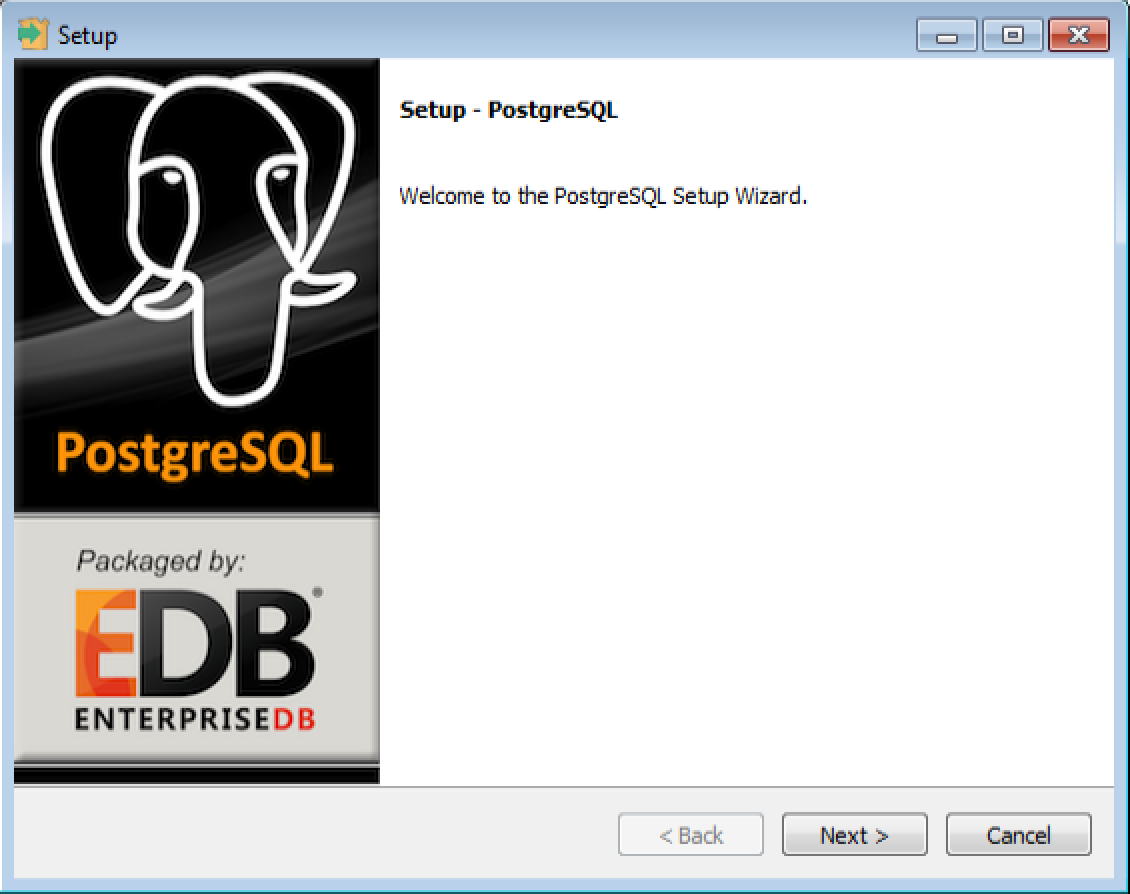 Setup
Setup - PostgreSQL
Welcome to the PostgreSQL Setup Wizard.
PostgreSQL
Packaged by:
EDB®
ENTERPRISEDB
< Back
Next >
Cancel